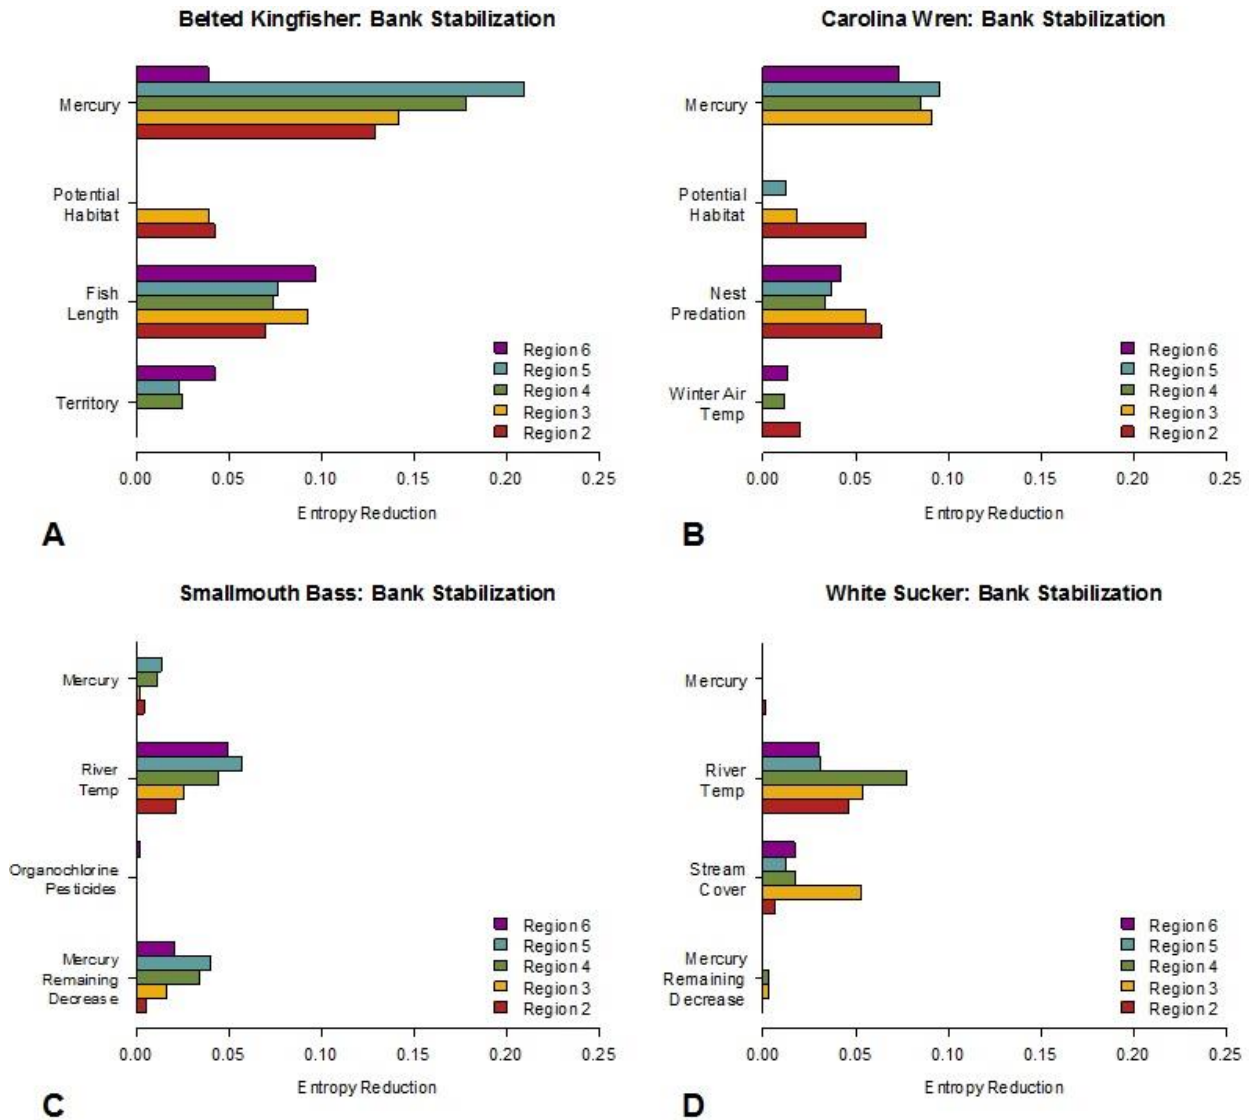 Belted Kingfisher: Bank Stabilization
Mercury
Potential
Habitat
Fish
Length
Territory
Region 6
Region 5
Region 4
Region 3
Region 2
0.00 0.05 0.10 0.15 0.20 0.25
Entropy Reduction
A
Carolina Wren: Bank Stabilization
Mercury
Potential
Habitat
Nest
Predation
Winter Air
Temp
Region 6
Region 5
Region 4
Region 3
Region 2
0.00 0.05 0.10 0.15 0.20 0.25
Entropy Reduction
B
Smallmouth Bass: Bank Stabilization
Mercury
River
Temp
Organochlorine
Pesticides
Mercury
Remaining
Decrease
Region 6
Region 5
Region 4
Region 3
Region 2
0.00 0.05 0.10 0.15 0.20 0.25
Entropy Reduction
C
White Sucker: Bank Stabilization
Mercury
River
Temp
Stream
Cover
Mercury
Remaining
Decrease
Region 6
Region 5
Region 4
Region 3
Region 2
0.00 0.05 0.10 0.15 0.20 0.25
Entropy Reduction
D